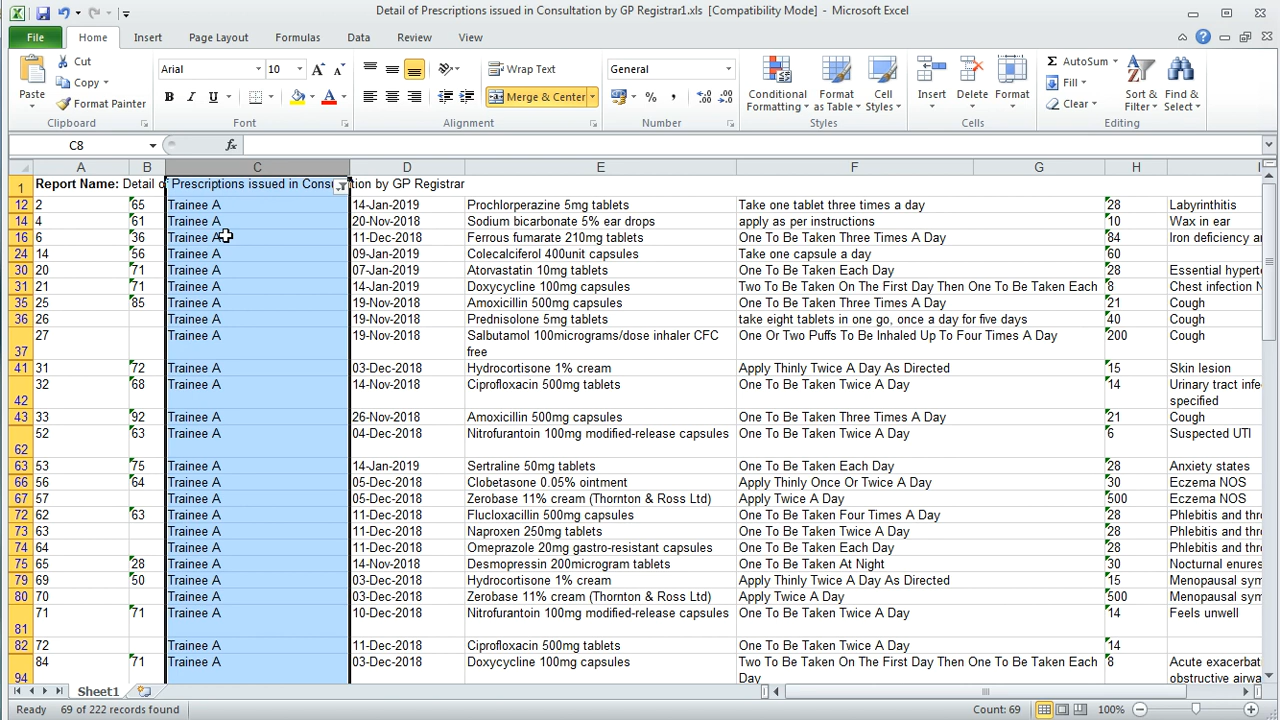 Detail of Prescriptions issued in Consultation by GP Registrar1.xls [Compatibility Mode] - Microsoft Excel
File Home Insert Page Layout Formulas Data Review View
Paste Cut Copy Format Painter Clipboard
Arial 10 B I U A Font
Wrap Text Merge & Center Alignment
General % , Number
Conditional Formatting Format as Table Cell Styles Styles
Insert Delete Format Cells
AutoSum Fill Clear Sort & Filter Find & Select Editing
C8 fx
A B C D E F G H I
1 Report Name: Detail of Prescriptions issued in Consultation by GP Registrar
12 2 65 Trainee A 14-Jan-2019 Prochlorperazine 5mg tablets Take one tablet three times a day 28 Labyrinthitis
14 4 61 Trainee A 20-Nov-2018 Sodium bicarbonate 5% ear drops apply as per instructions 10 Wax in ear
16 6 36 Trainee A 11-Dec-2018 Ferrous fumarate 210mg tablets One To Be Taken Three Times A Day 84 Iron deficiency a
24 14 56 Trainee A 09-Jan-2019 Colecalciferol 400unit capsules Take one capsule a day 60
30 20 71 Trainee A 07-Jan-2019 Atorvastatin 10mg tablets One To Be Taken Each Day 28 Essential hypert
31 21 71 Trainee A 14-Jan-2019 Doxycycline 100mg capsules Two To Be Taken On The First Day Then One To Be Taken Each 8 Chest infection N
35 25 85 Trainee A 19-Nov-2018 Amoxicillin 500mg capsules One To Be Taken Three Times A Day 21 Cough
36 26 Trainee A 19-Nov-2018 Prednisolone 5mg tablets take eight tablets in one go, once a day for five days 40 Cough
37 27 Trainee A 19-Nov-2018 Salbutamol 100micrograms/dose inhaler CFC free One Or Two Puffs To Be Inhaled Up To Four Times A Day 200 Cough
41 31 72 Trainee A 03-Dec-2018 Hydrocortisone 1% cream Apply Thinly Twice A Day As Directed 15 Skin lesion
42 32 68 Trainee A 14-Nov-2018 Ciprofloxacin 500mg tablets One To Be Taken Twice A Day 14 Urinary tract infe specified
43 33 92 Trainee A 26-Nov-2018 Amoxicillin 500mg capsules One To Be Taken Three Times A Day 21 Cough
62 52 63 Trainee A 04-Dec-2018 Nitrofurantoin 100mg modified-release capsules One To Be Taken Twice A Day 6 Suspected UTI
63 53 75 Trainee A 14-Jan-2019 Sertraline 50mg tablets One To Be Taken Each Day 28 Anxiety states
66 56 64 Trainee A 05-Dec-2018 Clobetasone 0.05% ointment Apply Thinly Once Or Twice A Day 30 Eczema NOS
67 57 Trainee A 05-Dec-2018 Zerobase 11% cream (Thornton & Ross Ltd) Apply Twice A Day 500 Eczema NOS
72 62 63 Trainee A 11-Dec-2018 Flucloxacillin 500mg capsules One To Be Taken Four Times A Day 28 Phlebitis and thr
73 63 Trainee A 11-Dec-2018 Naproxen 250mg tablets One To Be Taken Twice A Day 28 Phlebitis and thr
74 64 Trainee A 11-Dec-2018 Omeprazole 20mg gastro-resistant capsules One To Be Taken Each Day 28 Phlebitis and thr
75 65 28 Trainee A 14-Nov-2018 Desmopressin 200microgram tablets One To Be Taken At Night 30 Nocturnal enures
79 69 50 Trainee A 03-Dec-2018 Hydrocortisone 1% cream Apply Thinly Twice A Day As Directed 15 Menopausal sym
80 70 Trainee A 03-Dec-2018 Zerobase 11% cream (Thornton & Ross Ltd) Apply Twice A Day 500 Menopausal sym
81 71 71 Trainee A 10-Dec-2018 Nitrofurantoin 100mg modified-release capsules One To Be Taken Twice A Day 14 Feels unwell
82 72 Trainee A 11-Dec-2018 Ciprofloxacin 500mg tablets One To Be Taken Twice A Day 14
94 84 71 Trainee A 03-Dec-2018 Doxycycline 100mg capsules Two To Be Taken On The First Day Then One To Be Taken Each Day 8 Acute exacerbat obstructive airwa
Sheet1
Ready 69 of 222 records found Count: 69 100%